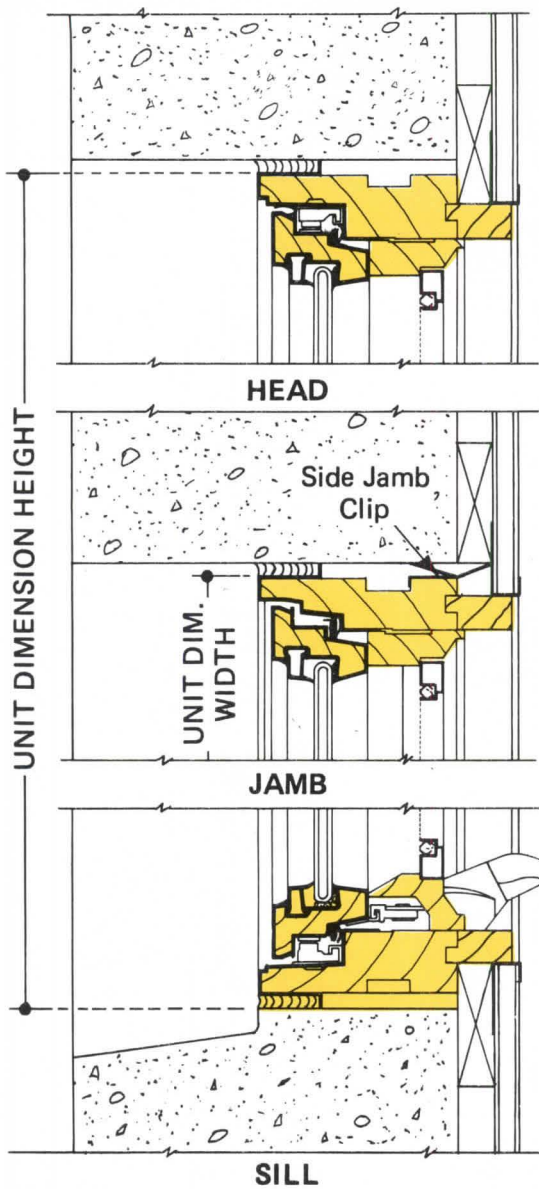 HEAD
Side Jamb
Clip
UNIT DIMENSION HEIGHT
UNIT DIM.
WIDTH
JAMB
SILL